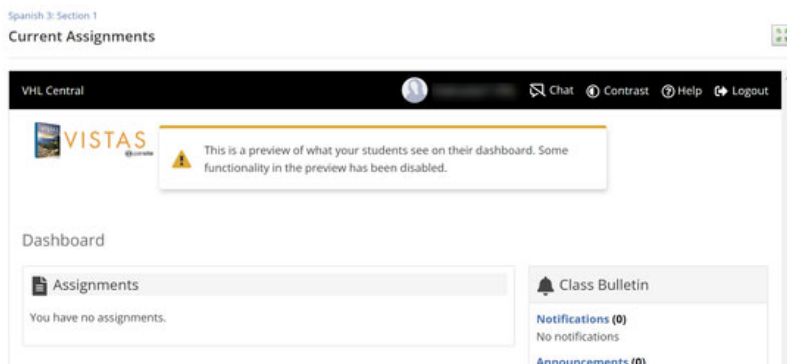 Spanish 3: Section 1
Current Assignments
VHL Central
Chat Contrast Help Logout
VISTAS
This is a preview of what your students see on their dashboard. Some
functionality in the preview has been disabled.
Dashboard
Assignments
You have no assignments.
Class Bulletin
Notifications (0)
No notifications
Announcements (0)